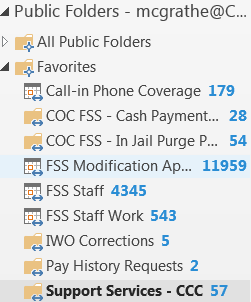 Public Folders - mcgrathe@C...
All Public Folders
Favorites
Call-in Phone Coverage 179
COC FSS - Cash Payment... 28
COC FSS - In Jail Purge P... 54
FSS Modification Ap... 11959
FSS Staff 4345
FSS Staff Work 543
IWO Corrections 5
Pay History Requests 2
Support Services - CCC 57